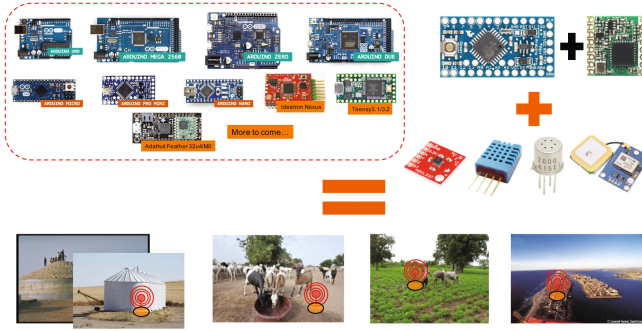 ARDUINO UNO
ARDUINO MEGA 2560
ARDUINO ZERO
ARDUINO DUE
ARDUINO MICRO
ARDUINO PRO MINI
ARDUINO NANO
Ideetron Nexus
Teensy3.1/3.2
Adafruit Feather 32u4/M0
More to come…